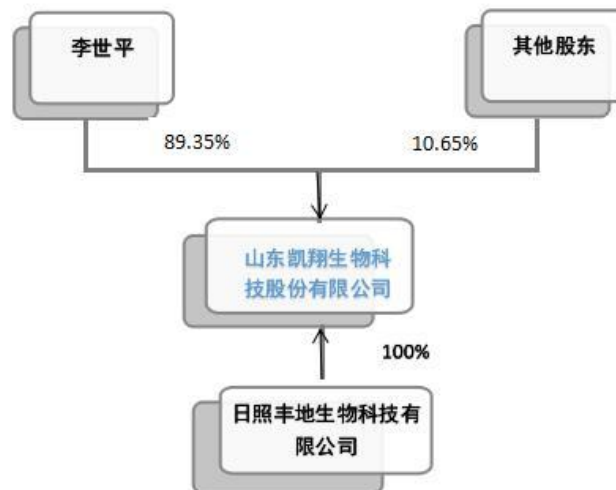 李世平
其他股东
89.35%
10.65%
山东凯翔生物科
技股份有限公司
100%
日照丰地生物科技有
限公司